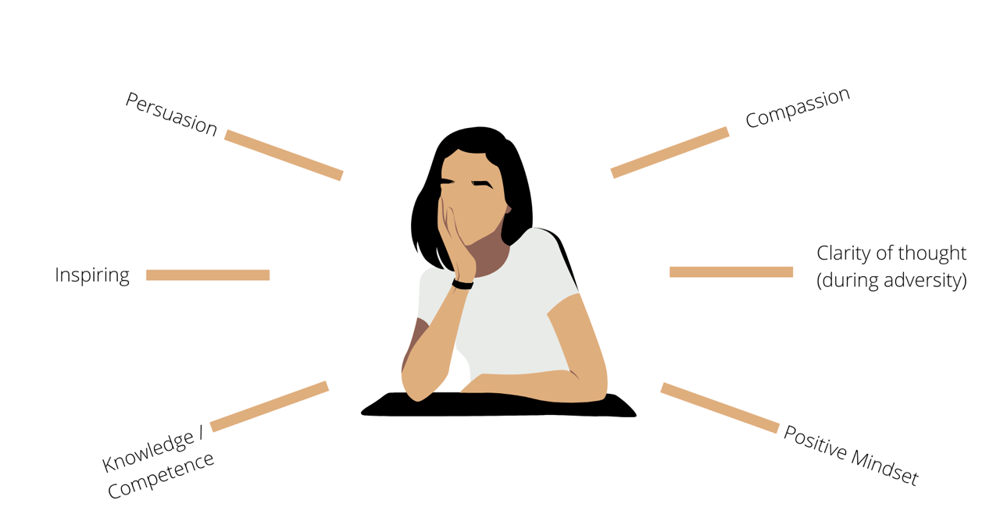 Persuasion
Inspiring
Knowledge /
Competence
Compassion
Clarity of thought
(during adversity)
Positive Mindset